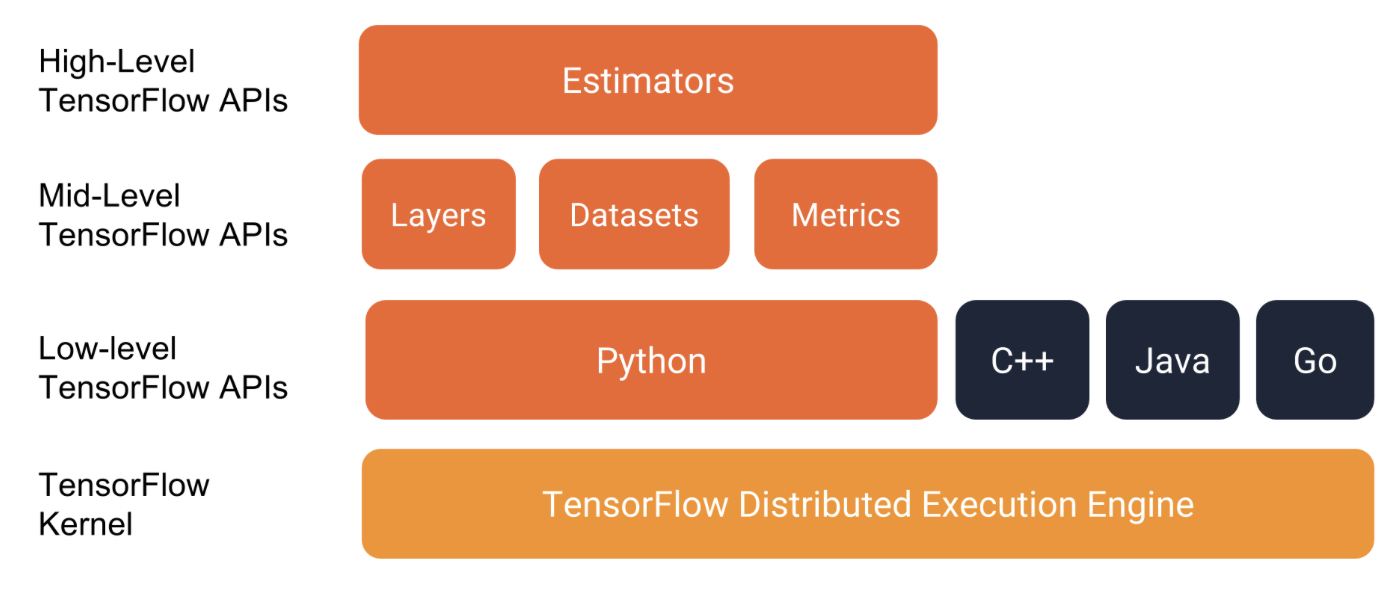 High-Level
TensorFlow APIs
Estimators
Mid-Level
TensorFlow APIs
Layers
Datasets
Metrics
Low-level
TensorFlow APIs
Python
C++
Java
Go
TensorFlow
Kernel
TensorFlow Distributed Execution Engine